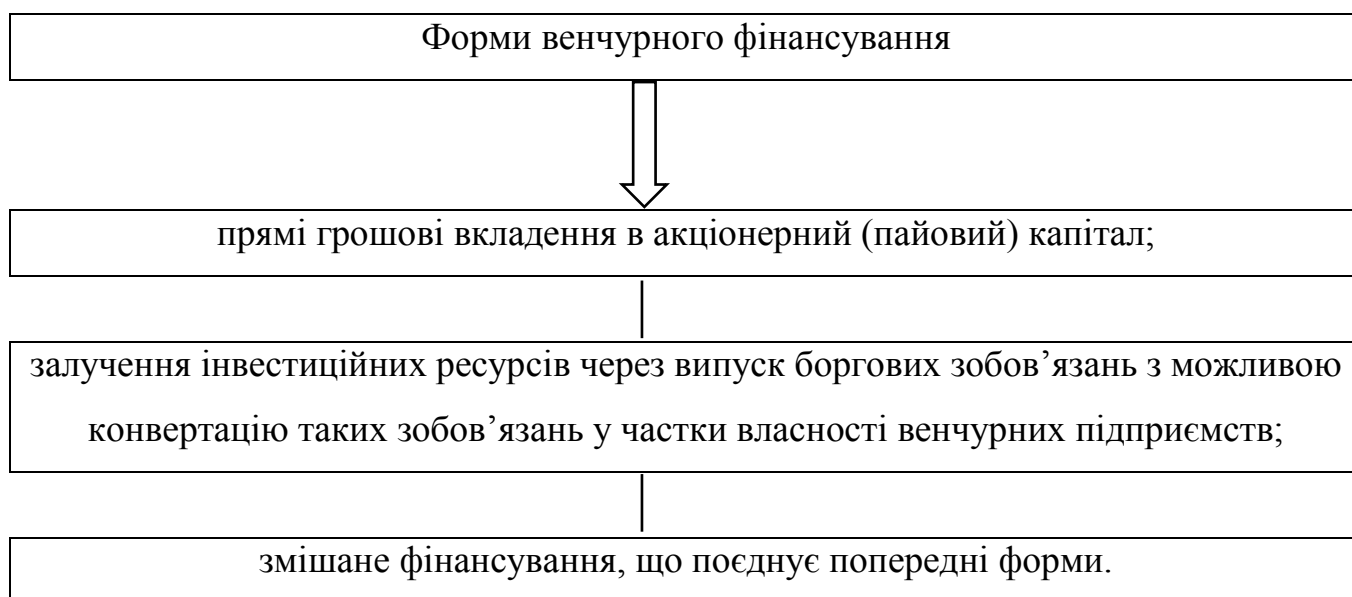 Форми венчурного фінансування
прямі грошові вкладення в акціонерний (пайовий) капітал;
залучення інвестиційних ресурсів через випуск боргових зобов’язань з можливою
конвертацію таких зобов’язань у частки власності венчурних підприємств;
змішане фінансування, що поєднує попередні форми.